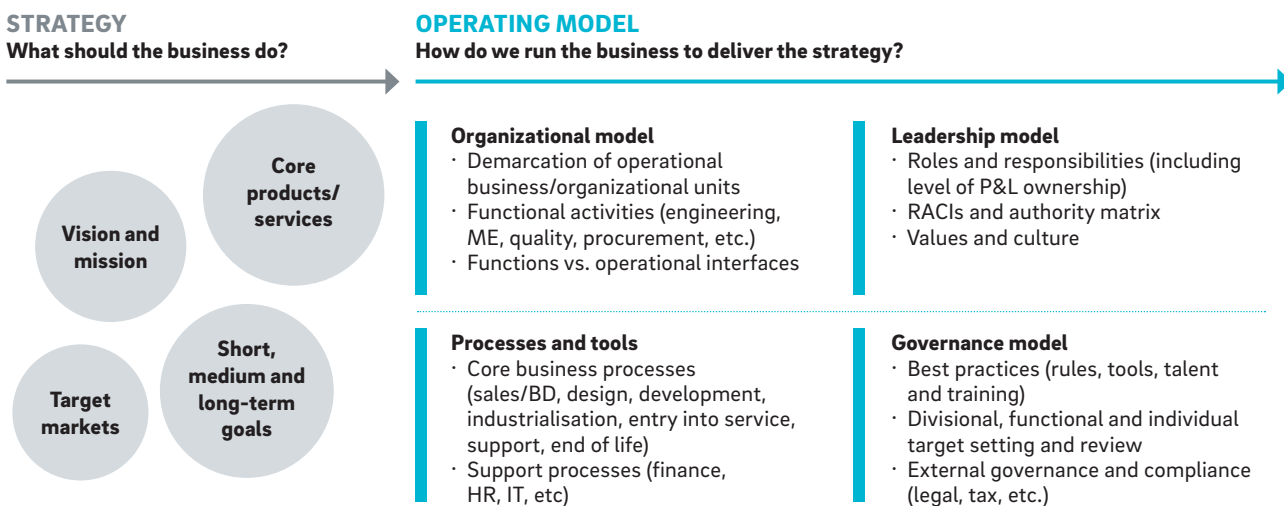 STRATEGY
What should the business do?
Vision and
mission
Core
products/
services
Target
markets
Short,
medium and
long-term
goals
OPERATING MODEL
How do we run the business to deliver the strategy?
Organizational model
· Demarcation of operational
business/organizational units
· Functional activities (engineering,
ME, quality, procurement, etc.)
· Functions vs. operational interfaces
Leadership model
· Roles and responsibilities (including
level of P&L ownership)
· RACIs and authority matrix
· Values and culture
Processes and tools
· Core business processes
(sales/BD, design, development,
industrialisation, entry into service,
support, end of life)
· Support processes (finance,
HR, IT, etc)
Governance model
· Best practices (rules, tools, talent
and training)
· Divisional, functional and individual
target setting and review
· External governance and compliance
(legal, tax, etc.)